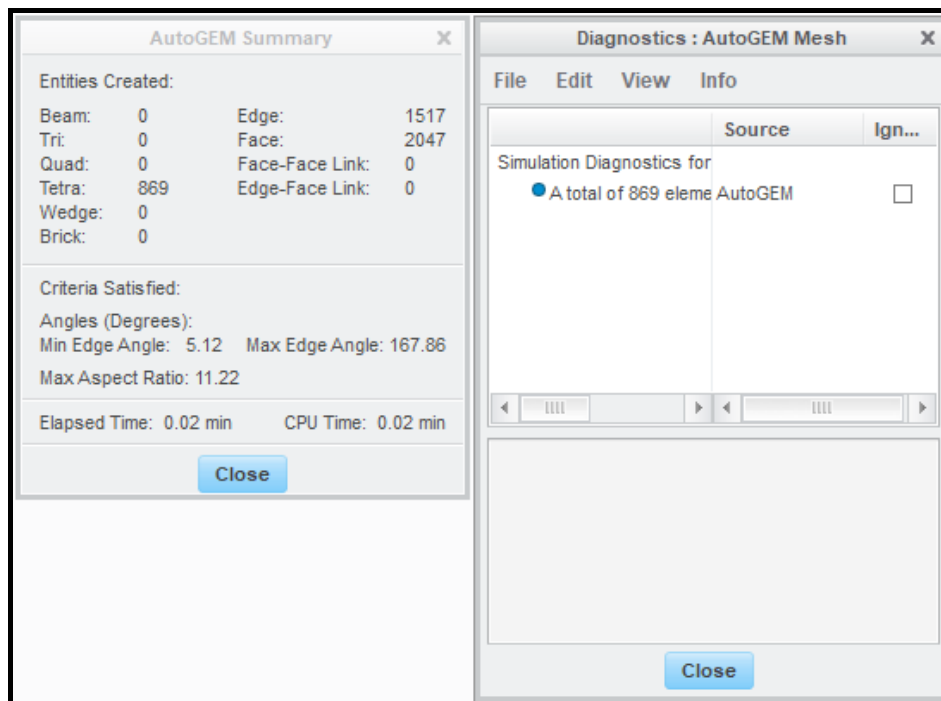 AutoGEM Summary
Entities Created:
Beam: 0 Edge: 1517
Tri: 0 Face: 2047
Quad: 0 Face-Face Link: 0
Tetra: 869 Edge-Face Link: 0
Wedge: 0
Brick: 0
Criteria Satisfied:
Angles (Degrees):
Min Edge Angle: 5.12 Max Edge Angle: 167.86
Max Aspect Ratio: 11.22
Elapsed Time: 0.02 min CPU Time: 0.02 min
Close
Diagnostics : AutoGEM Mesh
File Edit View Info
Source Ign...
Simulation Diagnostics for
A total of 869 eleme AutoGEM
Close